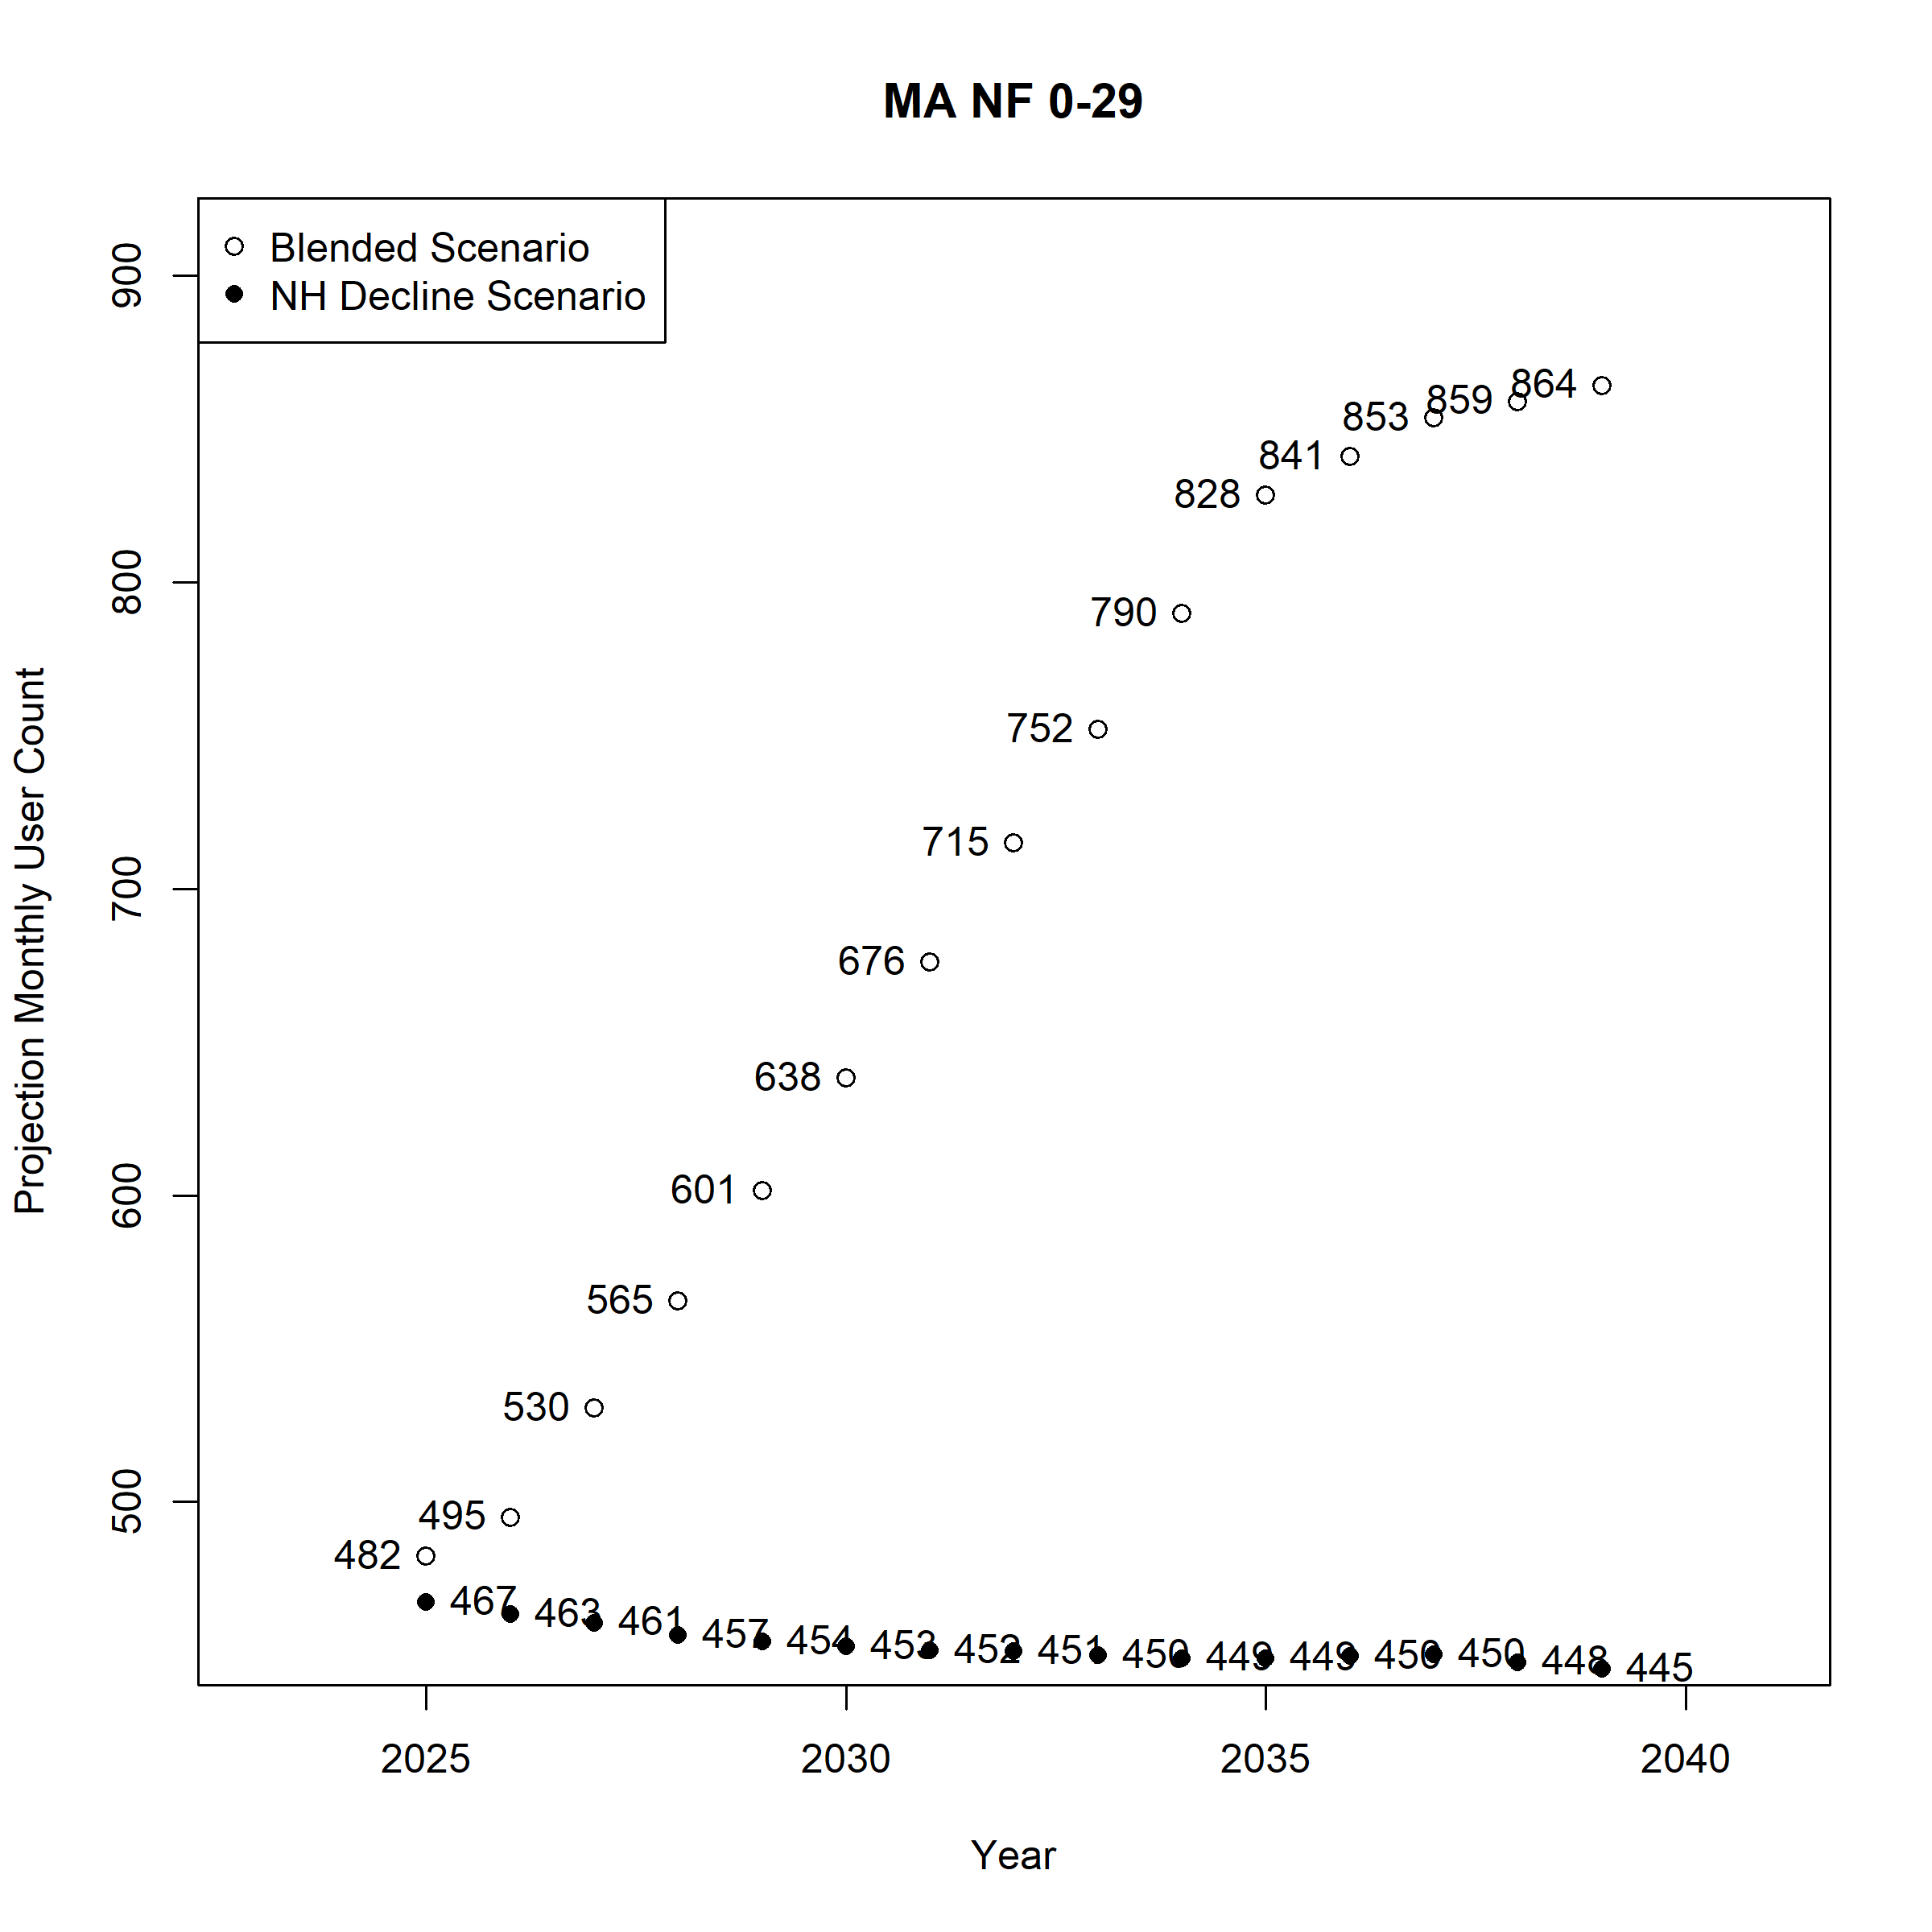 MA NF 0-29
Blended Scenario
NH Decline Scenario
Projection Monthly User Count
900
800
700
600
500
864
859
853
841
828
790
752
715
676
638
601
565
530
495
482
467 463 461 457 454 453 452 451 450 449 449 450 450 448 445
2025 2030 2035 2040
Year